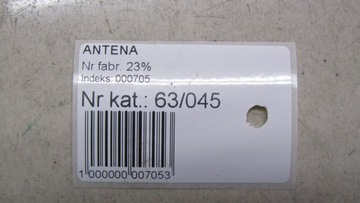 ANTENA
Nr fabr. 23%
Indeks: 000705
Nr kat.: 63/045
1 000000 007053